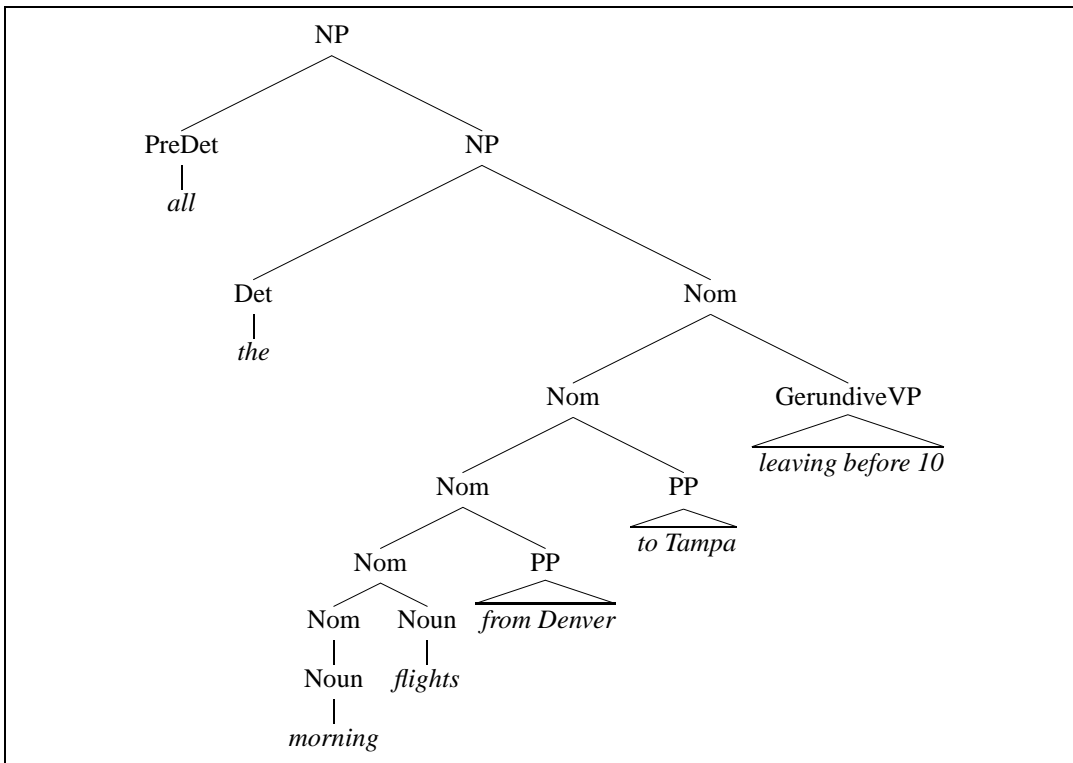 NP
PreDet NP
all
Det Nom
the
Nom GerundiveVP
leaving before 10
Nom PP
to Tampa
Nom PP
Nom Noun from Denver
Noun flights
morning